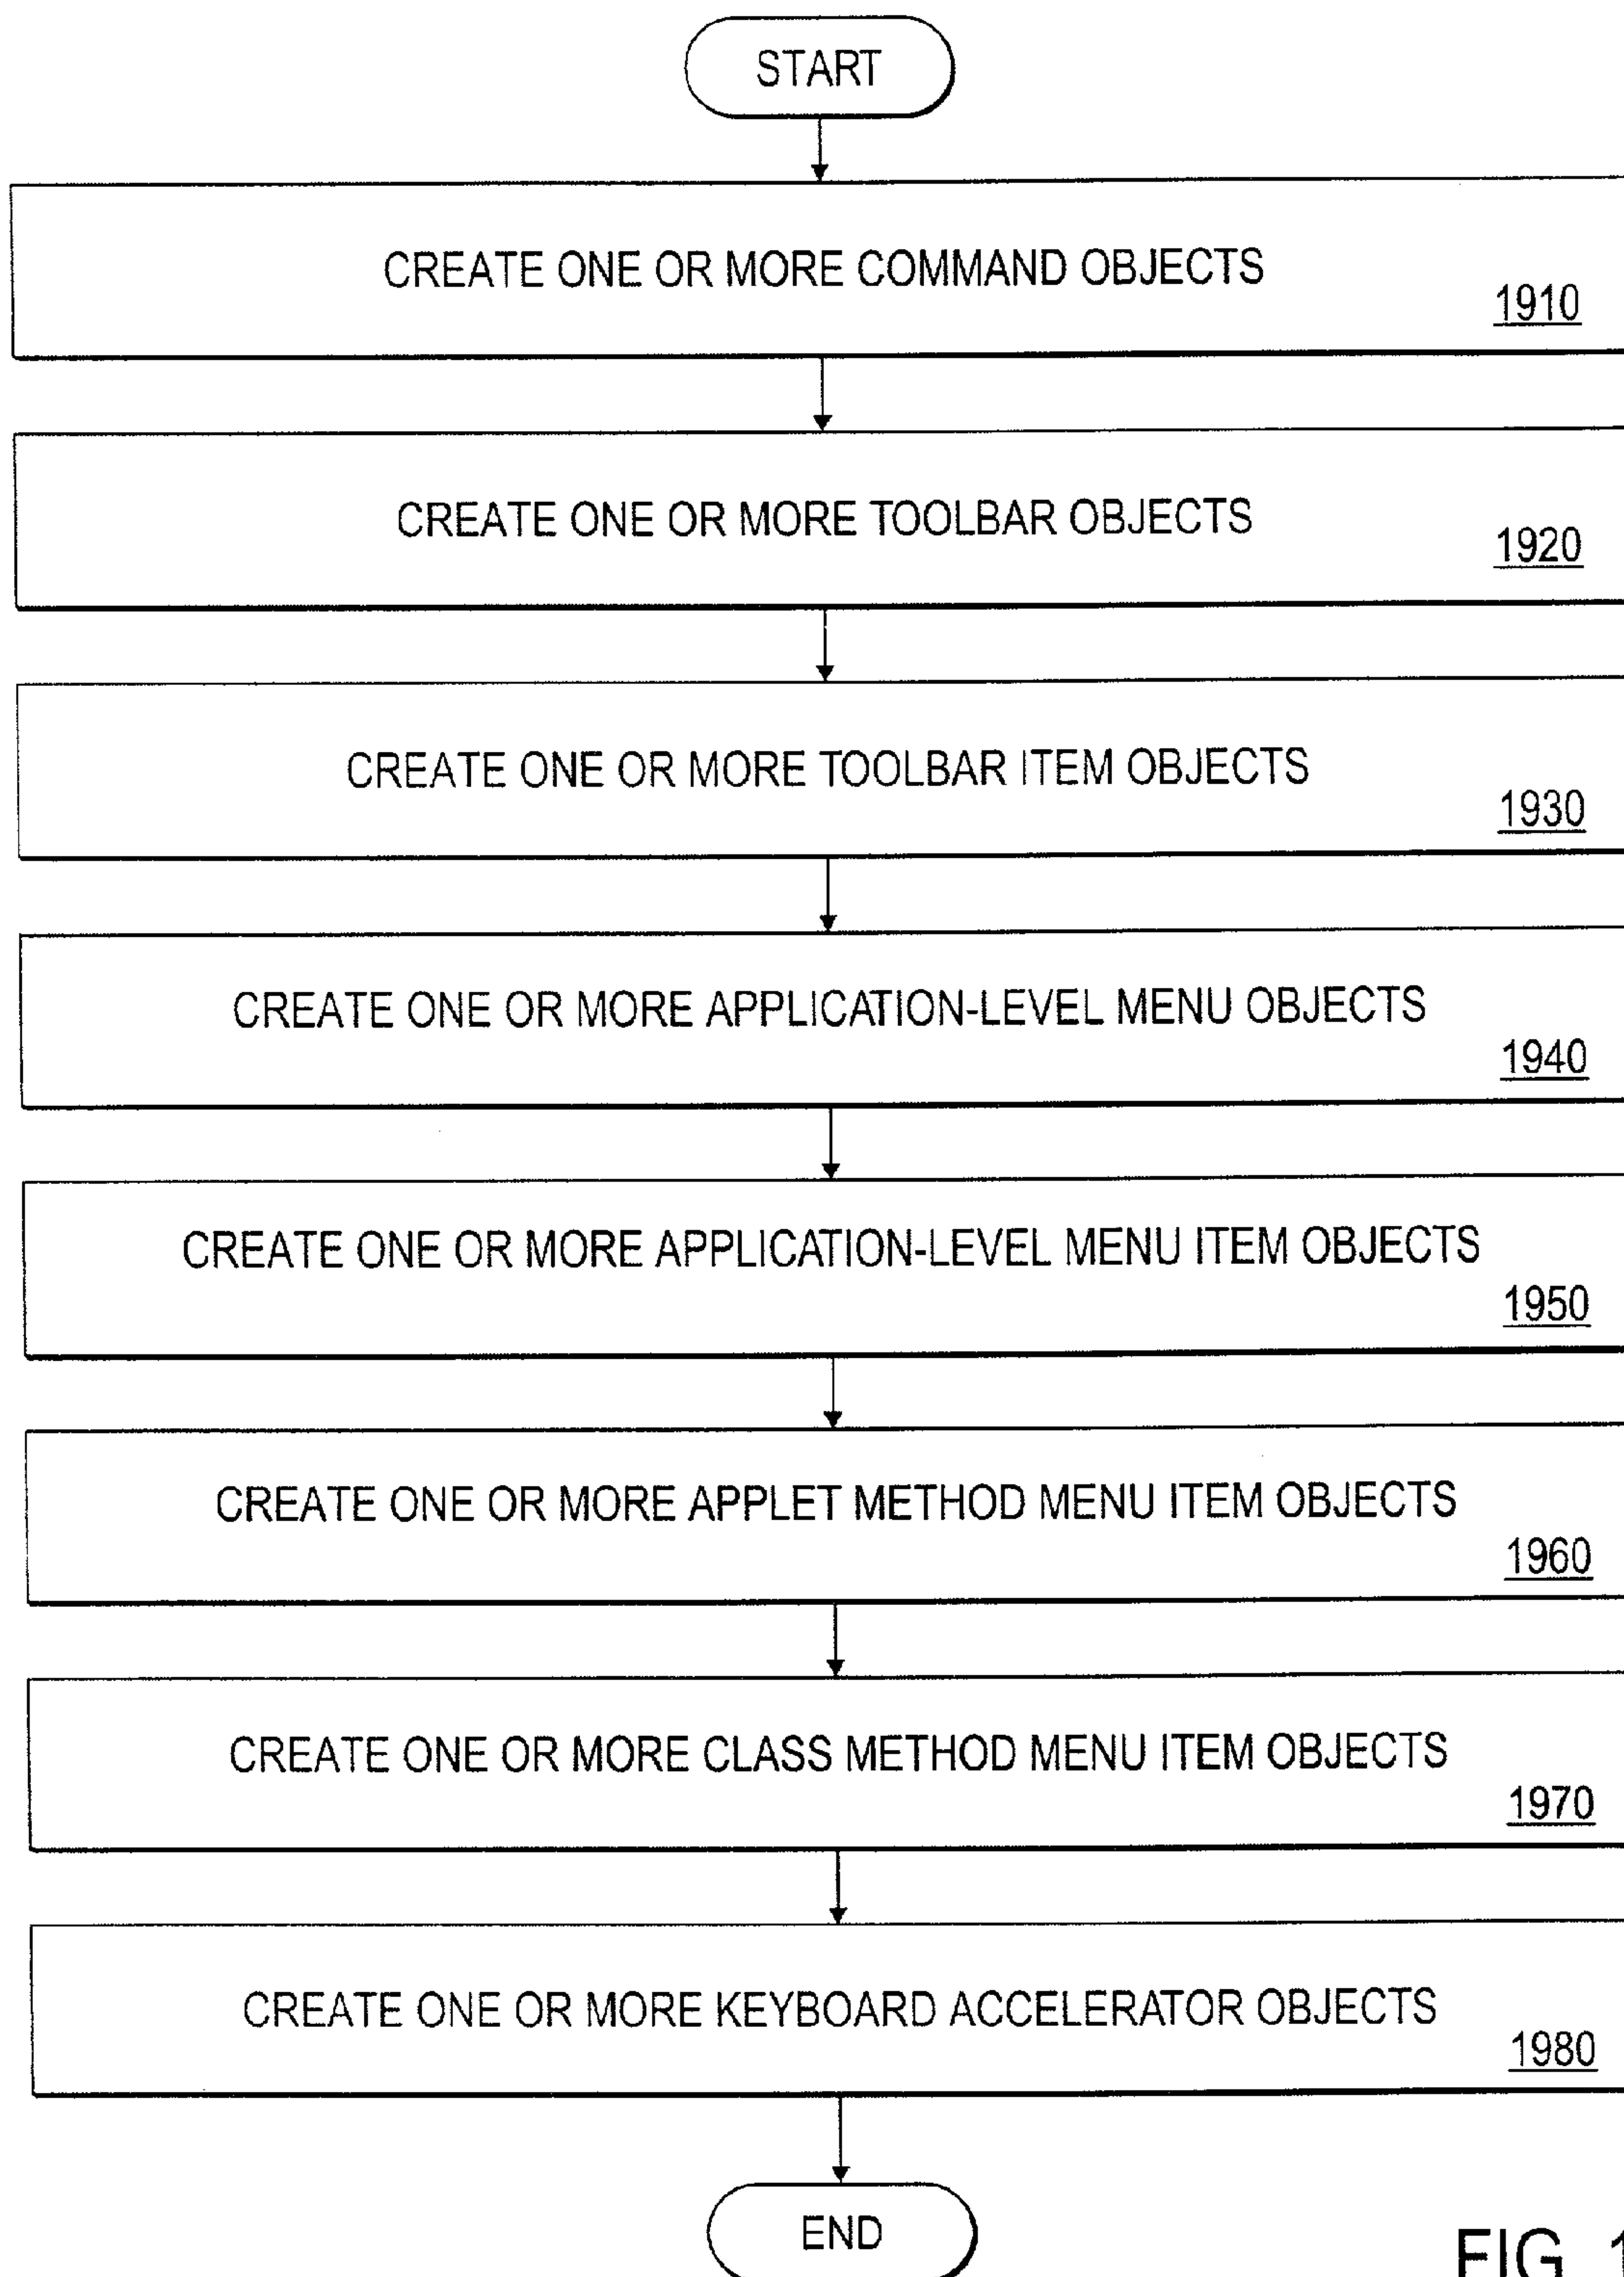 START
CREATE ONE OR MORE COMMAND OBJECTS
1910
CREATE ONE OR MORE TOOLBAR OBJECTS
1920
CREATE ONE OR MORE TOOLBAR ITEM OBJECTS
1930
CREATE ONE OR MORE APPLICATION-LEVEL MENU OBJECTS
1940
CREATE ONE OR MORE APPLICATION-LEVEL MENU ITEM OBJECTS
1950
CREATE ONE OR MORE APPLET METHOD MENU ITEM OBJECTS
1960
CREATE ONE OR MORE CLASS METHOD MENU ITEM OBJECTS
1970
CREATE ONE OR MORE KEYBOARD ACCELERATOR OBJECTS
1980
END
FIG. 1